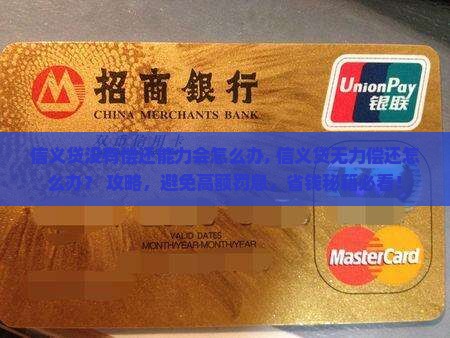 招商銀行
CHINA MERCHANTS BANK
UnionPay
银联
信义贷没有偿还能力会怎么办, 信义贷无力偿还怎
么办？ 攻略，避免高额罚息、省钱秘籍必看！
VALID DATES
MONTH/YEAR-MONTH/YEAR
MasterCard